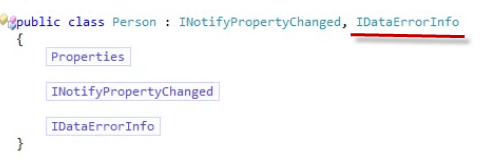 public class Person : INotifyPropertyChanged, IDataErrorInfo
{
Properties
INotifyPropertyChanged
IDataErrorInfo
}